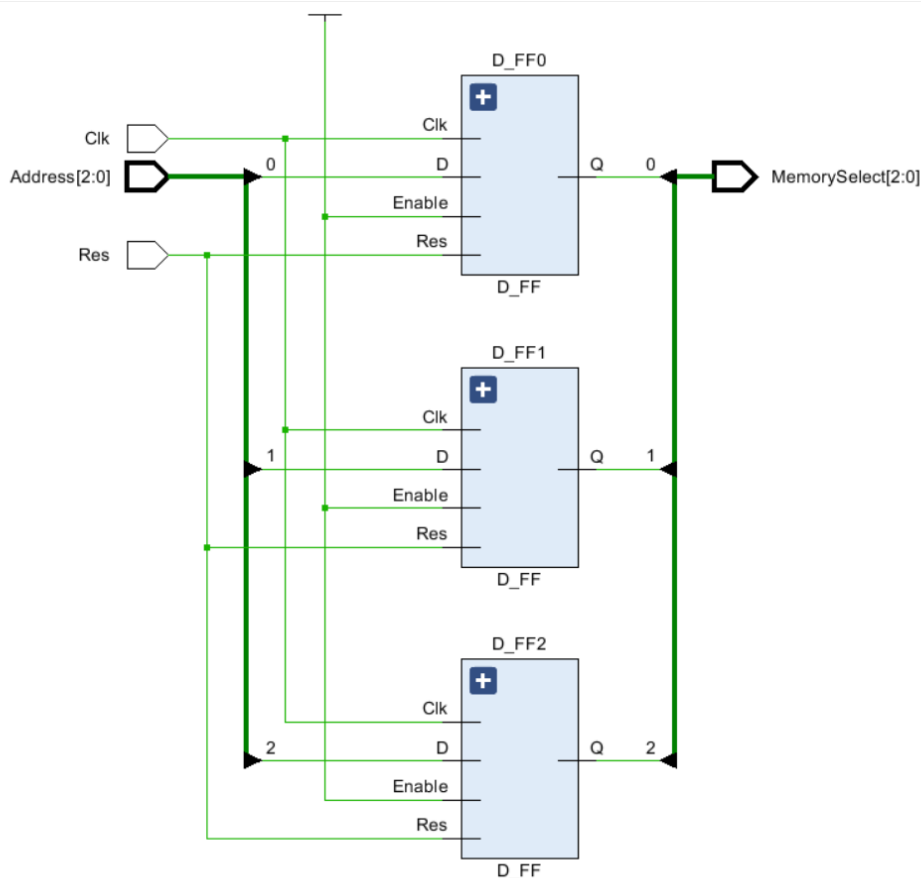 D_FF0
Clk
Clk
Address[2:0]
0
D
Q
0
MemorySelect[2:0]
Enable
Res
Res
D_FF
D_FF1
Clk
1
D
Q
1
Enable
Res
D_FF
D_FF2
Clk
2
D
Q
2
Enable
Res
D_FF